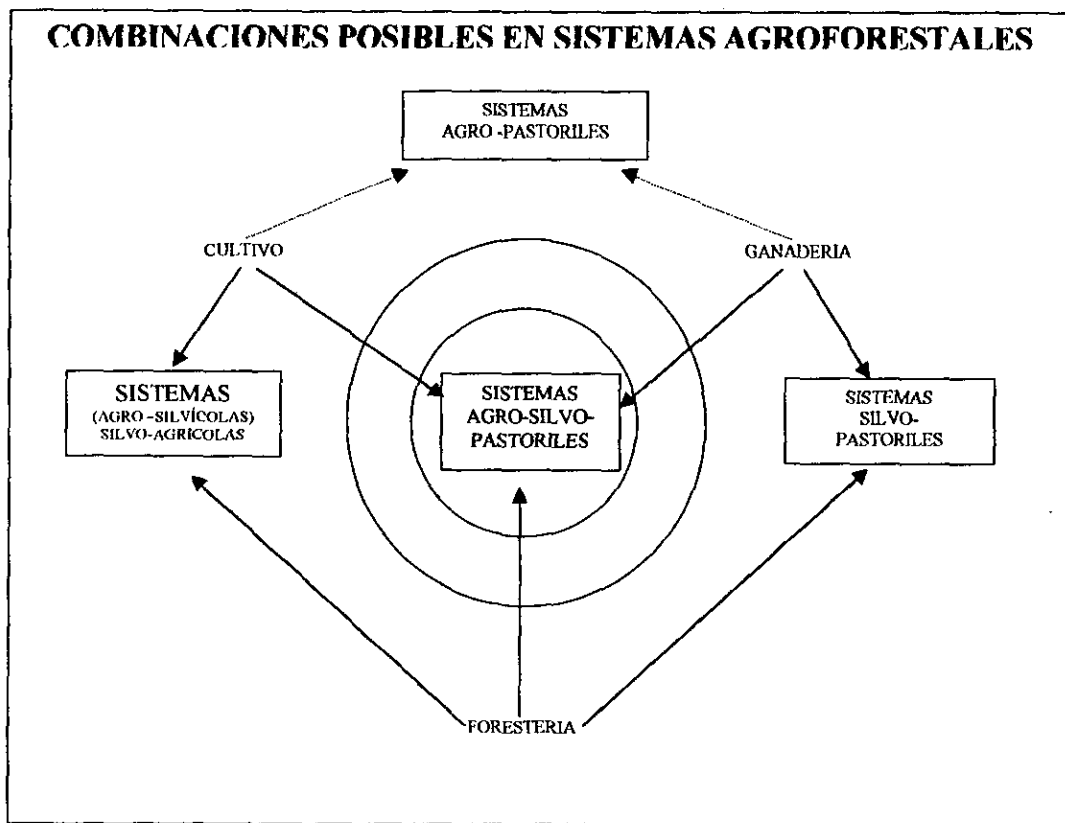 COMBINACIONES POSIBLES EN SISTEMAS AGROFORESTALES
SISTEMAS
AGRO -PASTORILES
CULTIVO
GANADERIA
SISTEMAS
(AGRO -SILVÍCOLAS)
SILVO-AGRÍCOLAS
SISTEMAS
AGRO-SILVO-
PASTORILES
SISTEMAS
SILVO-
PASTORILES
FORESTERIA